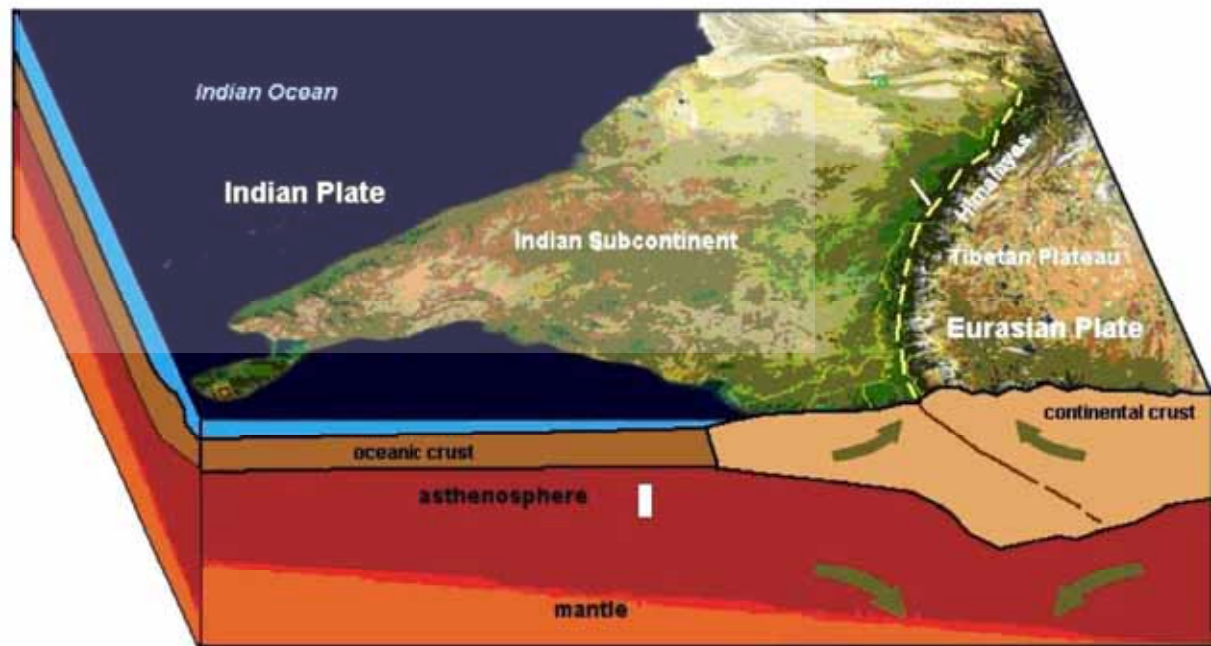 Indian Ocean
Indian Plate
Indian Subcontinent
Himalayas
Tibetan Plateau
Eurasian Plate
continental crust
oceanic crust
asthenosphere
mantle